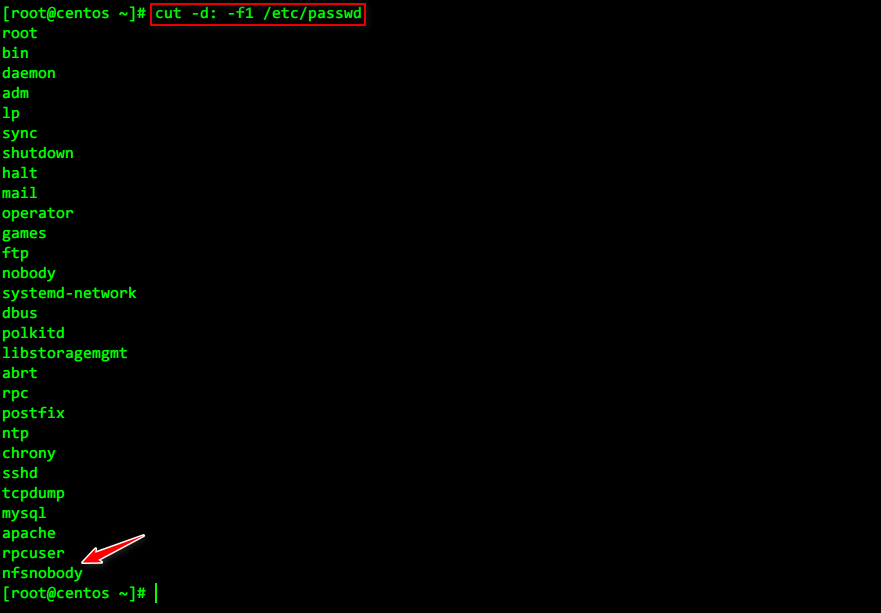 [root@centos ~]# cut -d: -f1 /etc/passwd
root
bin
daemon
adm
lp
sync
shutdown
halt
mail
operator
games
ftp
nobody
systemd-network
dbus
polkitd
libstoragemgmt
abrt
rpc
postfix
ntp
chrony
sshd
tcpdump
mysql
apache
rpcuser
nfsnobody
[root@centos ~]#